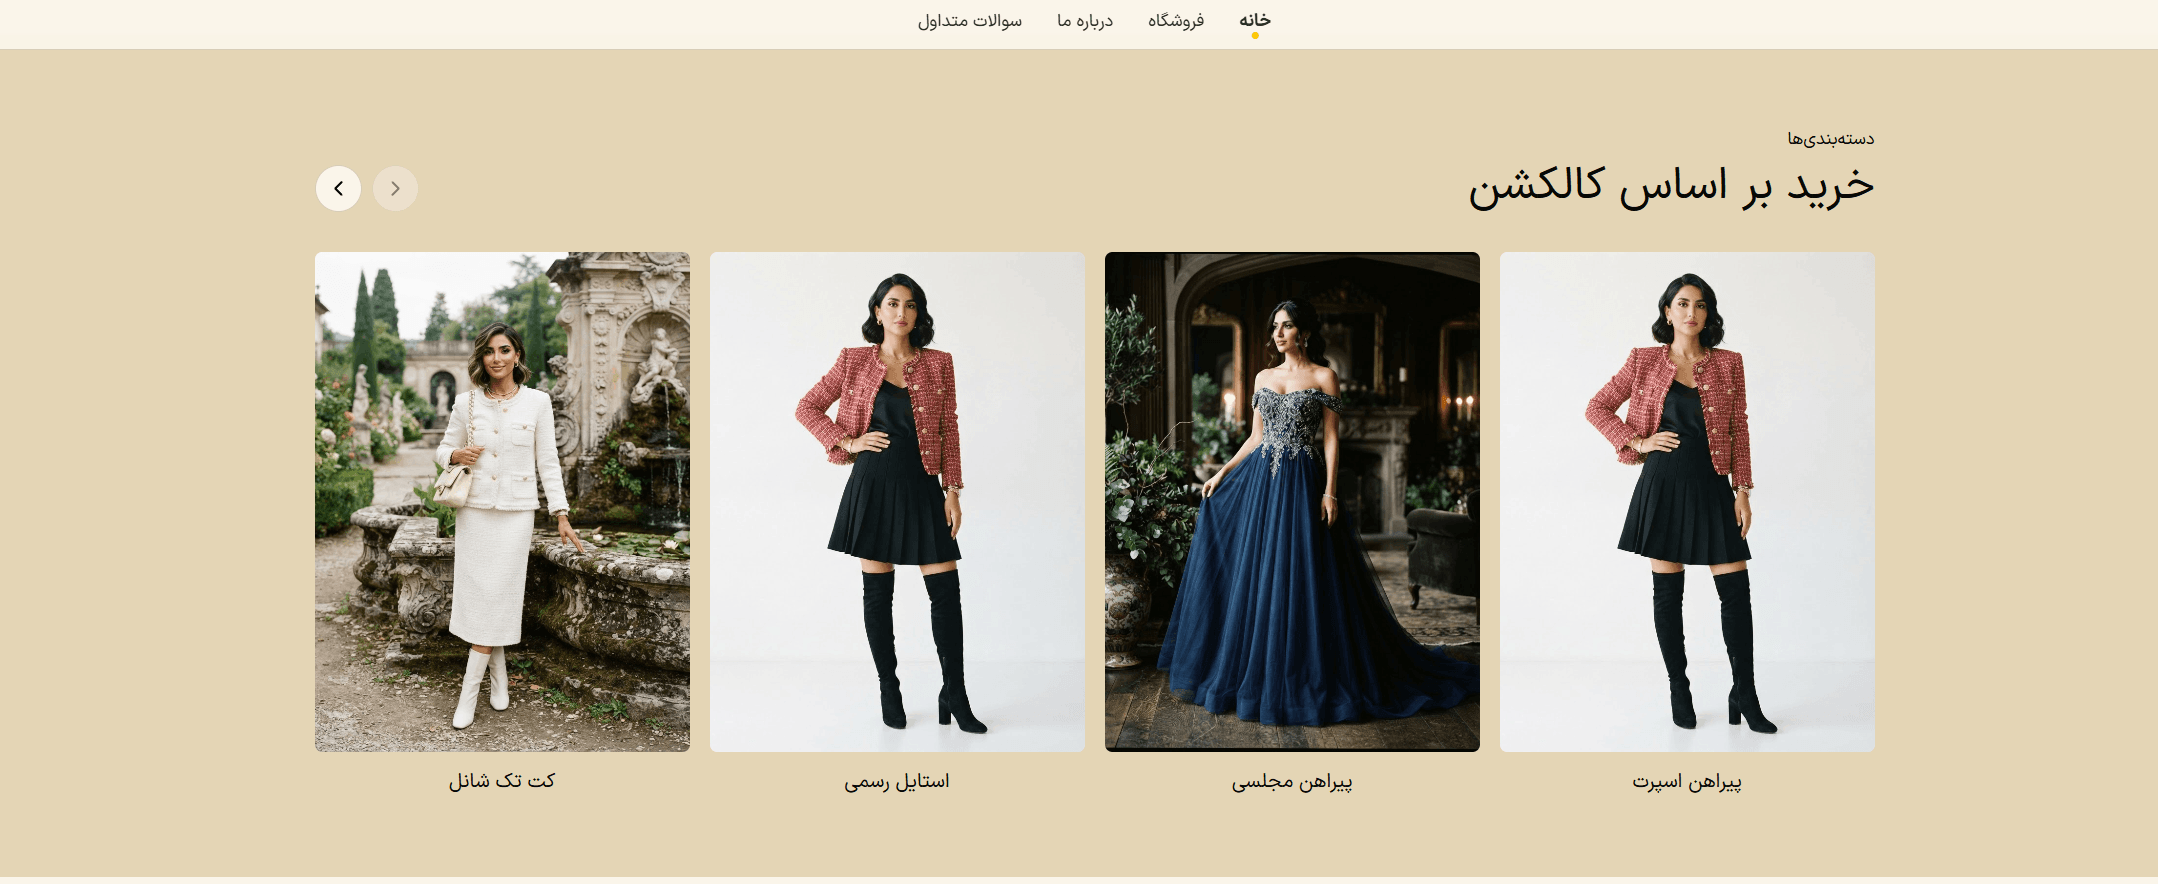 خانه
فروشگاه
درباره ما
سوالات متداول
دسته‌بندی‌ها
خرید بر اساس کالکشن
پیراهن اسپرت
پیراهن مجلسی
استایل رسمی
کت تک شانل